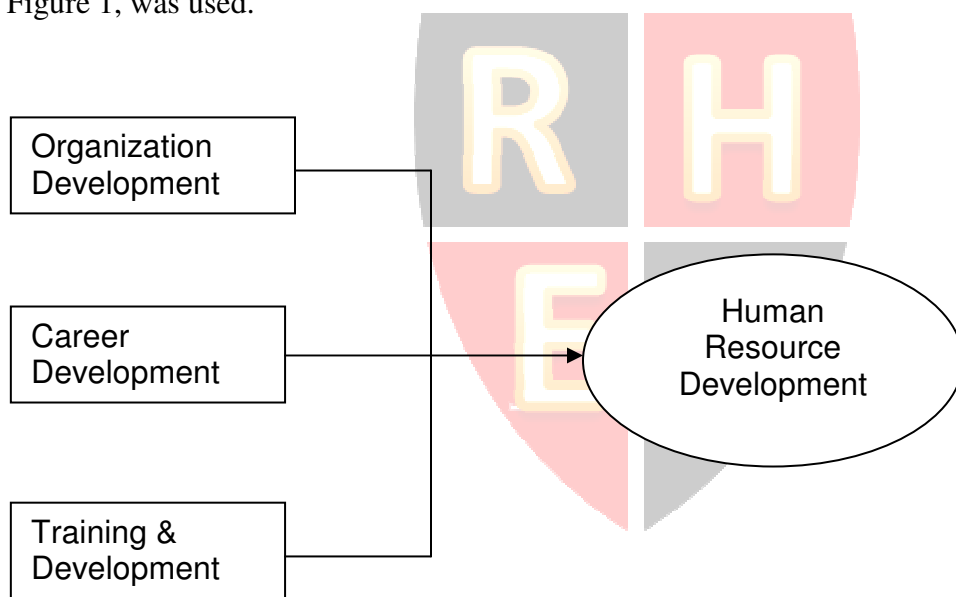 Figure 1, was used.
R H
E
Organization
Development
Career
Development
Human
Resource
Development
Training &
Development